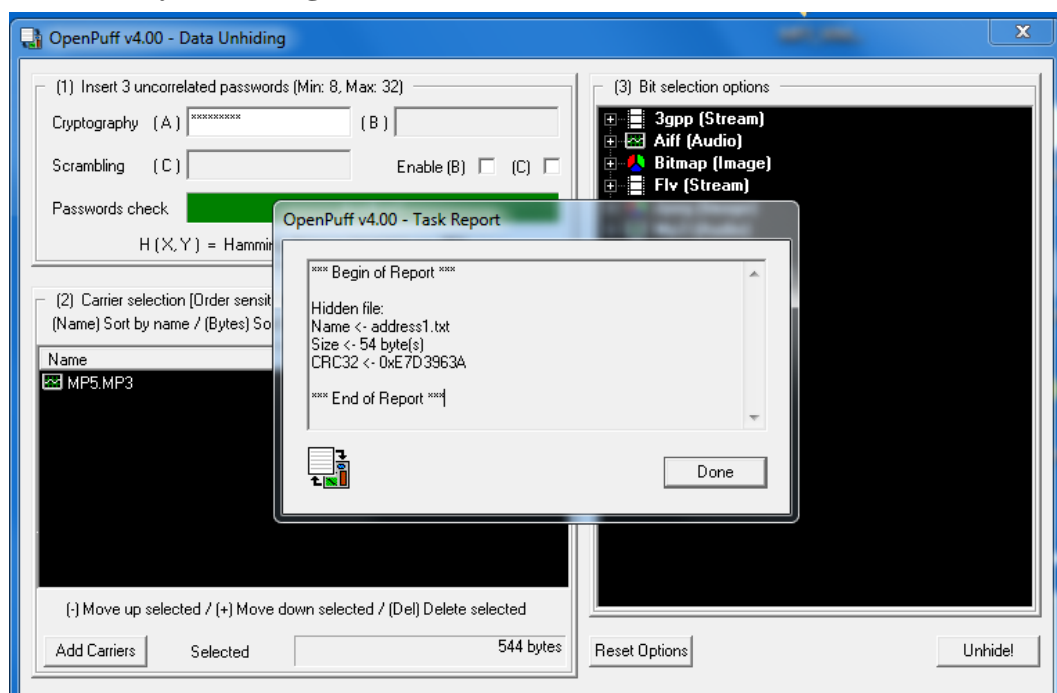 OpenPuff v4.00 - Data Unhiding
(1) Insert 3 uncorrelated passwords (Min: 8, Max: 32)
Cryptography (A) ********* (B)
Scrambling (C) Enable (B) (C)
Passwords check
H (X,Y) = Hammin
(2) Carrier selection [Order sensit
(Name) Sort by name / (Bytes) So
Name
MP5.MP3
(-) Move up selected / (+) Move down selected / (Del) Delete selected
Add Carriers Selected 544 bytes
(3) Bit selection options
3gpp (Stream)
Aiff (Audio)
Bitmap (Image)
Flv (Stream)
Reset Options Unhide!
OpenPuff v4.00 - Task Report
*** Begin of Report ***
Hidden file:
Name <- address1.txt
Size <- 54 byte(s)
CRC32 <- 0xE7D3963A
*** End of Report ***
Done